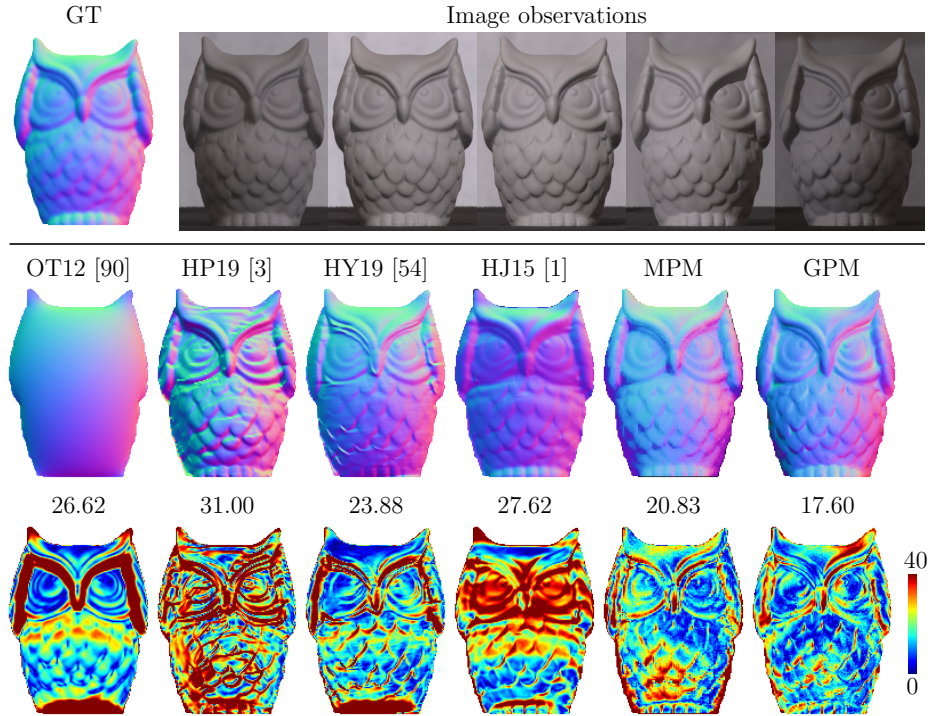 GT Image observations
OT12 [90] HP19 [3] HY19 [54] HJ15 [1] MPM GPM
26.62 31.00 23.88 27.62 20.83 17.60
40
0